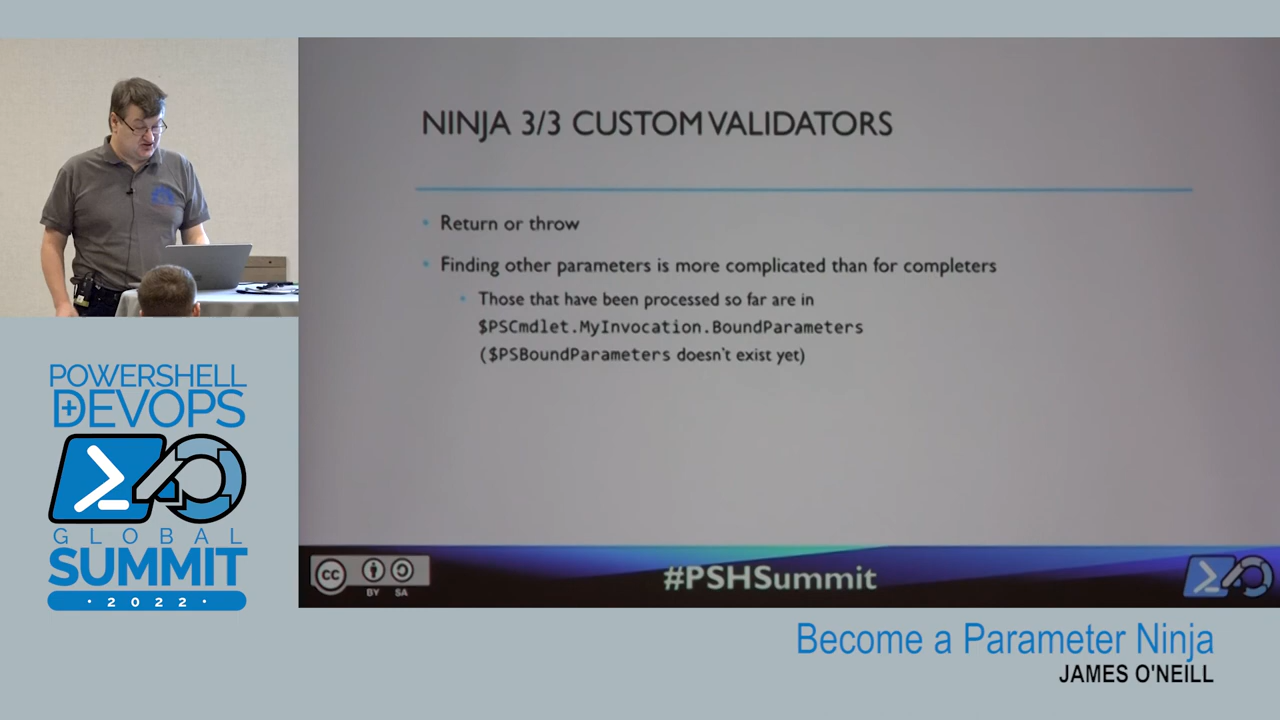 NINJA 3/3 CUSTOM VALIDATORS
• Return or throw
• Finding other parameters is more complicated than for completers
• Those that have been processed so far are in
$PSCmdlet.MyInvocation.BoundParameters
($PSBoundParameters doesn't exist yet)
cc
BY SA
#PSHSummit
POWERSHELL
+
DEVOPS
GLOBAL
SUMMIT
· 2022 ·
Become a Parameter Ninja
JAMES O'NEILL